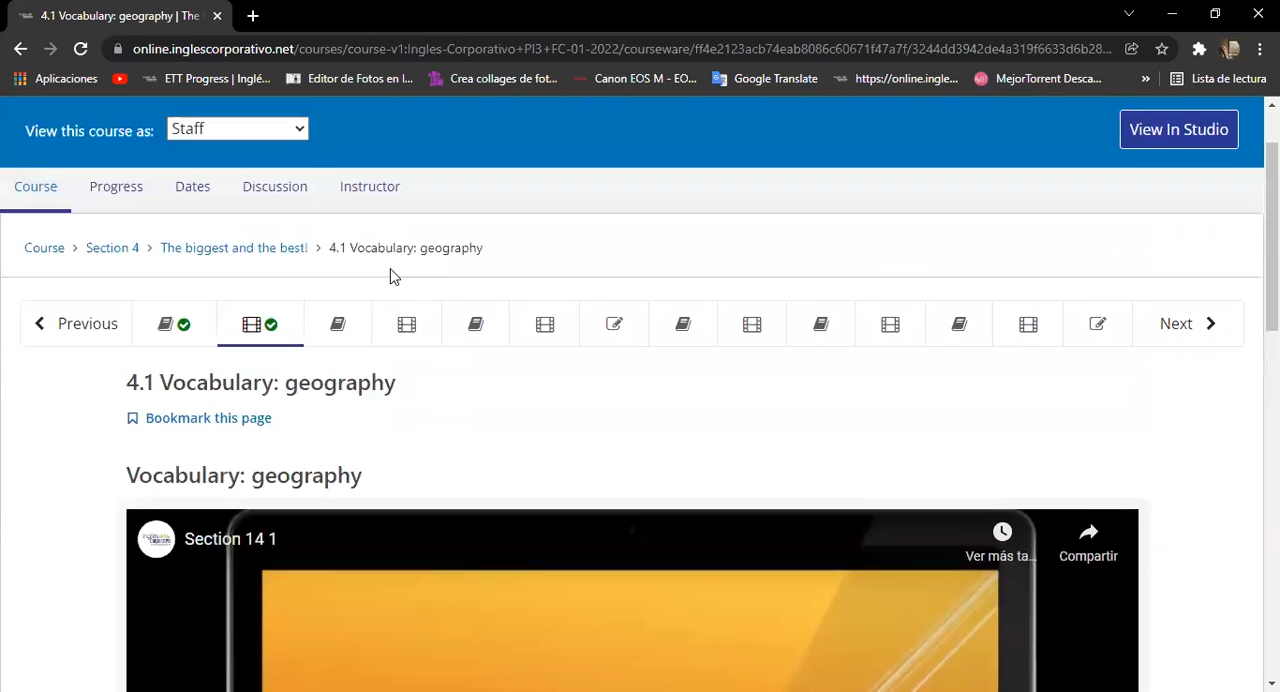 4.1 Vocabulary: geography | The
online.inglescorporativo.net/courses/course-v1:Ingles-Corporativo+PI3+FC-01-2022/courseware/ff4e2123acb74eab8086c60671f47a7f/3244dd3942de4a319f6633d6b28...
Aplicaciones ETT Progress | Inglé... Editor de Fotos en l... Crea collages de fot... Canon EOS M - EO... Google Translate https://online.ingle... MejorTorrent Desca... » Lista de lectura
View this course as: Staff View In Studio
Course Progress Dates Discussion Instructor
Course > Section 4 > The biggest and the best! > 4.1 Vocabulary: geography
Previous Next
4.1 Vocabulary: geography
Bookmark this page
Vocabulary: geography
Section 14 1
Ver más ta... Compartir